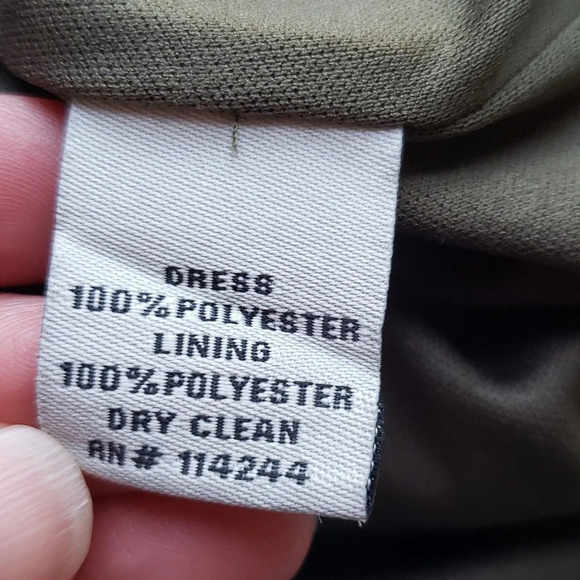 DRESS
100% POLYESTER
LINING
100% POLYESTER
DRY CLEAN
RN# 114244